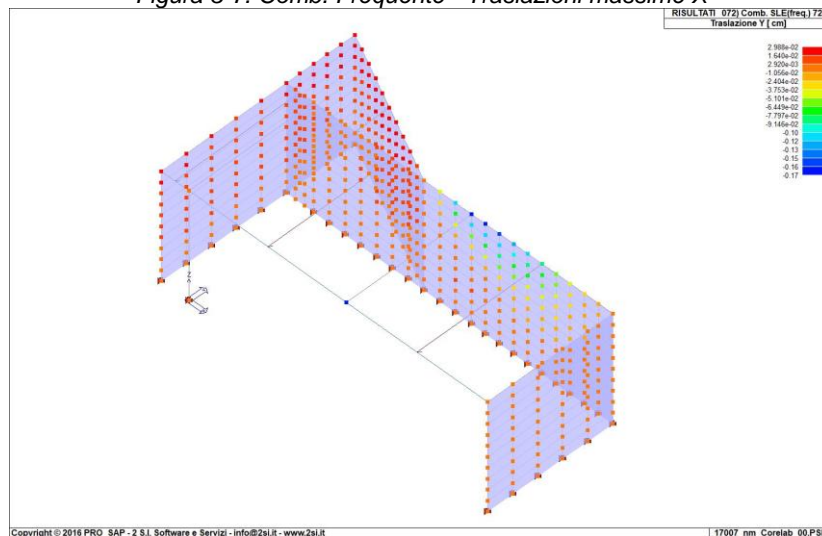 Figura 8-7: Comb. Frequente - Traslazioni massime X
RISULTATI 072) Comb. SLE(freq.) 72
Traslazione Y [ cm]
2.988e-02
1.640e-02
2.920e-03
-1.056e-02
-2.404e-02
-3.753e-02
-5.101e-02
-6.449e-02
-7.797e-02
-9.146e-02
-0.10
-0.12
-0.13
-0.15
-0.16
-0.17
Z
Copyright © 2016 PRO_SAP - 2 S.I. Software e Servizi - info@2si.it - www.2si.it
17007_nm_Corelab_00.PS